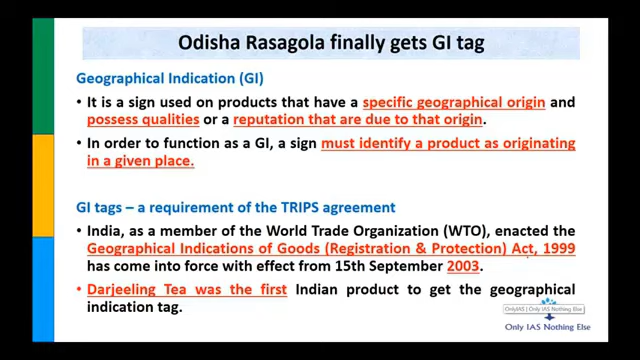 Odisha Rasagola finally gets GI tag
Geographical Indication (GI)
• It is a sign used on products that have a specific geographical origin and
possess qualities or a reputation that are due to that origin.
• In order to function as a GI, a sign must identify a product as originating
in a given place.
GI tags – a requirement of the TRIPS agreement
• India, as a member of the World Trade Organization (WTO), enacted the
Geographical Indications of Goods (Registration & Protection) Act, 1999
has come into force with effect from 15th September 2003.
• Darjeeling Tea was the first Indian product to get the geographical
indication tag.
OnlyIAS | Only IAS Nothing Else
Only IAS Nothing Else